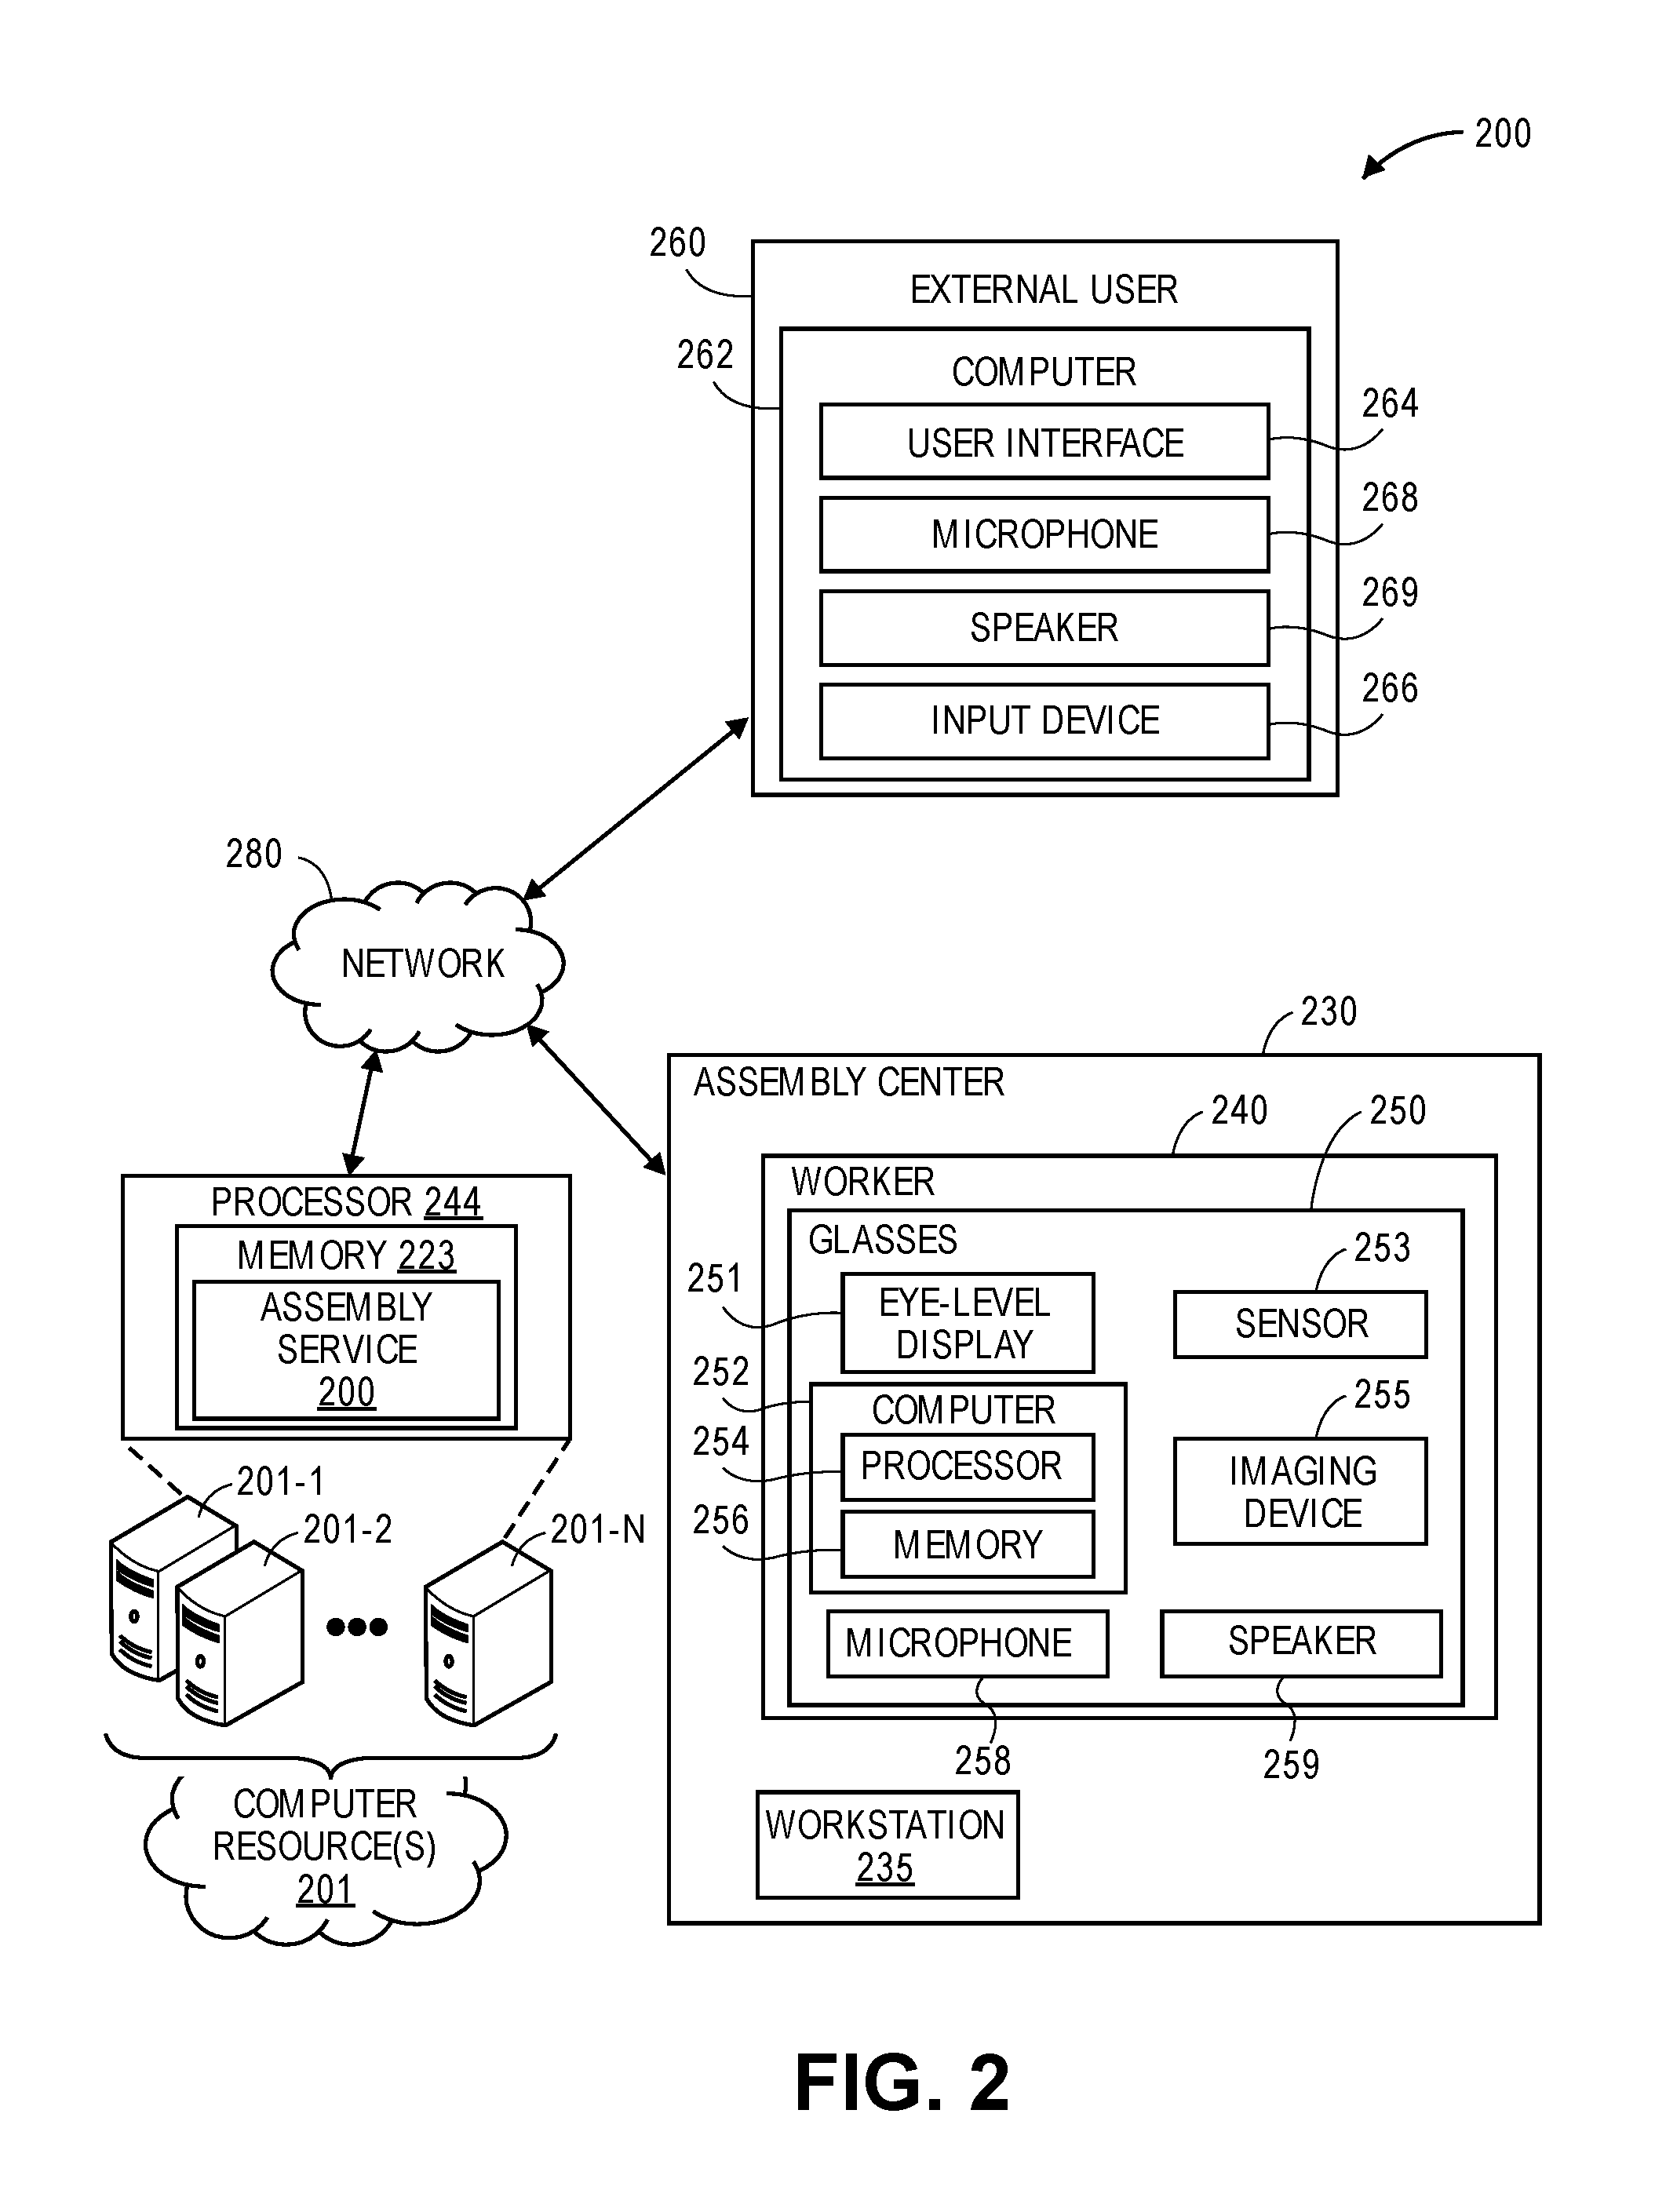 200
260
EXTERNAL USER
262
COMPUTER
264
USER INTERFACE
268
MICROPHONE
269
SPEAKER
266
INPUT DEVICE
280
NETWORK
230
ASSEMBLY CENTER
240
250
WORKER
GLASSES
253
251
EYE-LEVEL
DISPLAY
SENSOR
252
COMPUTER
255
254
PROCESSOR
IMAGING
DEVICE
256
MEMORY
MICROPHONE
SPEAKER
258
259
WORKSTATION
235
PROCESSOR 244
MEMORY 223
ASSEMBLY
SERVICE
200
201-1
201-2
201-N
COMPUTER
RESOURCE(S)
201
FIG. 2